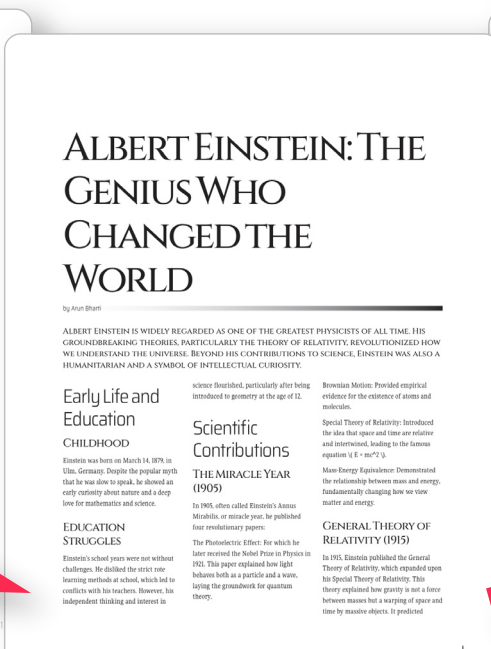 ALBERT EINSTEIN: THE
GENIUS WHO
CHANGED THE
WORLD
by Arun Bharti
ALBERT EINSTEIN IS WIDELY REGARDED AS ONE OF THE GREATEST PHYSICISTS OF ALL TIME. HIS
GROUNDBREAKING THEORIES, PARTICULARLY THE THEORY OF RELATIVITY, REVOLUTIONIZED HOW
WE UNDERSTAND THE UNIVERSE. BEYOND HIS CONTRIBUTIONS TO SCIENCE, EINSTEIN WAS ALSO A
HUMANITARIAN AND A SYMBOL OF INTELLECTUAL CURIOSITY.
Early Life and
Education
CHILDHOOD
Einstein was born on March 14, 1879, in
Ulm, Germany. Despite the popular myth
that he was slow to speak, he showed an
early curiosity about nature and a deep
love for mathematics and science.
EDUCATION
STRUGGLES
Einstein's school years were not without
challenges. He disliked the strict rote
learning methods at school, which led to
conflicts with his teachers. However, his
independent thinking and interest in
science flourished, particularly after being
introduced to geometry at the age of 12.
Scientific
Contributions
THE MIRACLE YEAR
(1905)
In 1905, often called Einstein's Annus
Mirabilis, or miracle year, he published
four revolutionary papers:
The Photoelectric Effect: For which he
later received the Nobel Prize in Physics in
1921. This paper explained how light
behaves both as a particle and a wave,
laying the groundwork for quantum
theory.
Brownian Motion: Provided empirical
evidence for the existence of atoms and
molecules.
Special Theory of Relativity: Introduced
the idea that space and time are relative
and intertwined, leading to the famous
equation \( E = mc^2 \).
Mass-Energy Equivalence: Demonstrated
the relationship between mass and energy,
fundamentally changing how we view
matter and energy.
GENERAL THEORY OF
RELATIVITY (1915)
In 1915, Einstein published the General
Theory of Relativity, which expanded upon
his Special Theory of Relativity. This
theory explained how gravity is not a force
between masses but a warping of space and
time by massive objects. It predicted